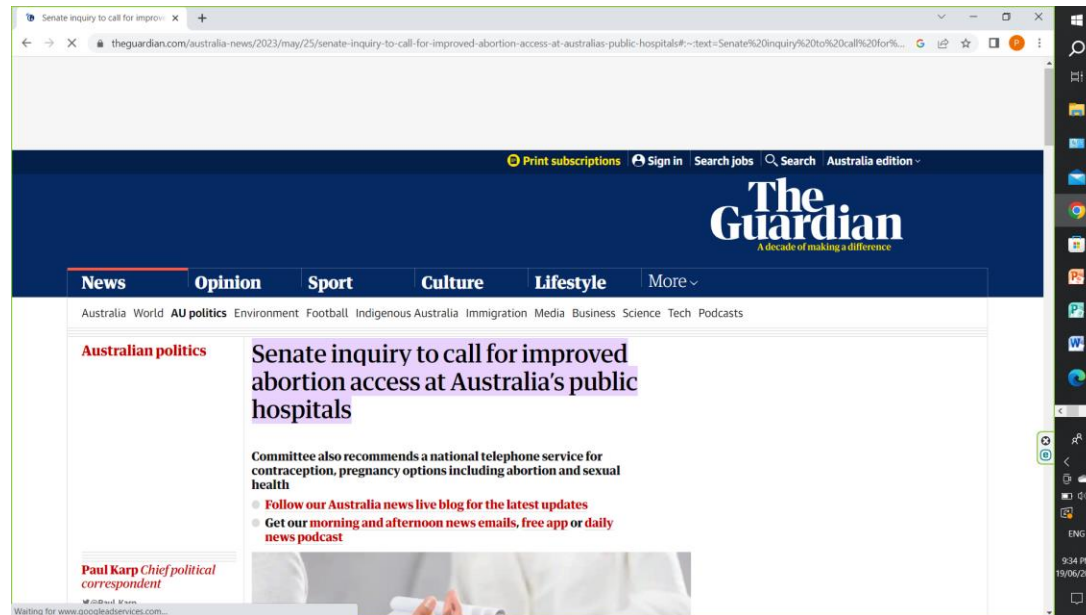 Senate inquiry to call for improv
theguardian.com/australia-news/2023/may/25/senate-inquiry-to-call-for-improved-abortion-access-at-australias-public-hospitals#:~:text=Senate%20inquiry%20to%20call%20for%...
Print subscriptions Sign in Search jobs Search Australia edition
The
Guardian
A decade of making a difference
News Opinion Sport Culture Lifestyle More
Australia World AU politics Environment Football Indigenous Australia Immigration Media Business Science Tech Podcasts
Australian politics
Senate inquiry to call for improved
abortion access at Australia's public
hospitals
Committee also recommends a national telephone service for
contraception, pregnancy options including abortion and sexual
health
Follow our Australia news live blog for the latest updates
Get our morning and afternoon news emails, free app or daily
news podcast
Paul Karp Chief political
correspondent
@Paul_Karp
Waiting for www.googleadservices.com...
ENG
9:34 P
19/06/20